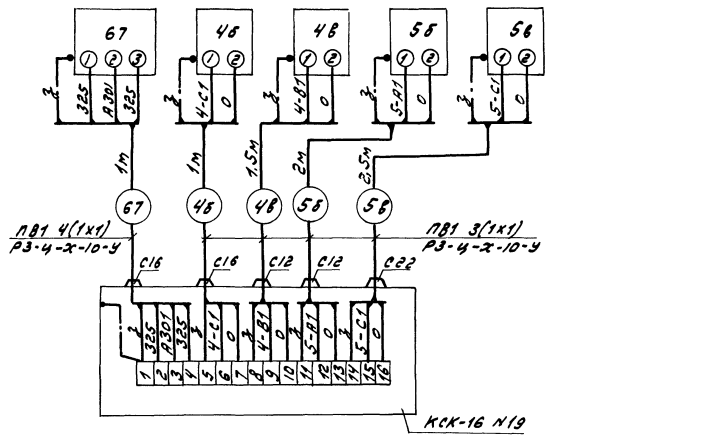 67 4б 4в 5б 5в
1 2 3 1 2 1 2 1 2 1 2
З 325 А301 325 З 4-С1 0 З 4-В1 0 З 5-А1 0 З 5-С1 0
1м 1м 1,5м 2м 2,5м
67 4б 4в 5б 5в
ПВ1 4(1х1) ПВ1 3(1х1)
РЗ-Ц-Х-10-У РЗ-Ц-Х-10-У
С16 С16 С12 С12 С22
З 325 А301 325 З 4-С1 0 З 4-В1 0 З 5-А1 0 З 5-С1 0
1 2 3 4 5 6 7 8 9 10 11 12 13 14 15 16
КСК-16 N19